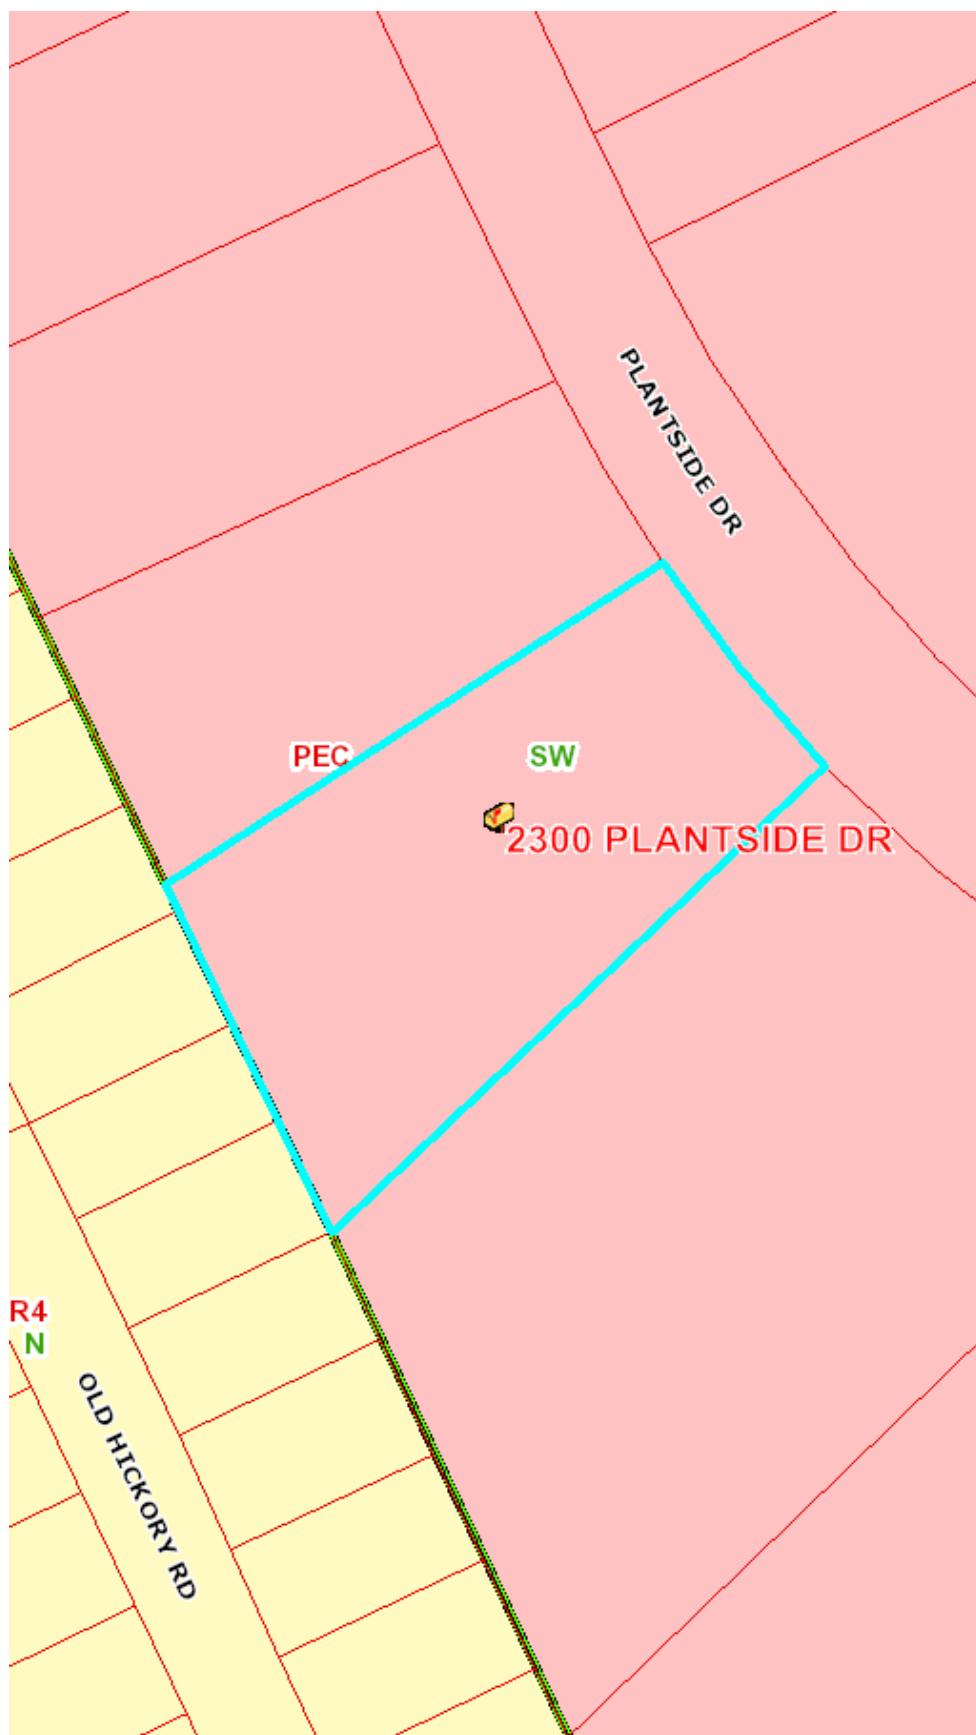 PLANTSIDE DR
PEC
SW
2300 PLANTSIDE DR
R4
N
OLD HICKORY RD